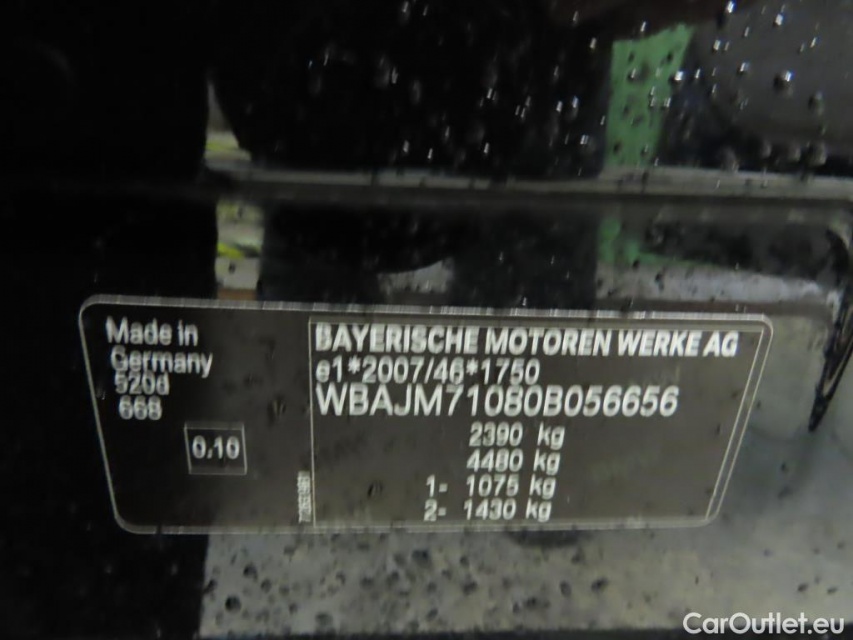 Made in
Germany
520d
668
0.10
BAYERISCHE MOTOREN WERKE AG
e1*2007/46*1750
WBAJM71080B056656
2390 kg
4480 kg
1- 1075 kg
2- 1430 kg
CarOutlet.eu